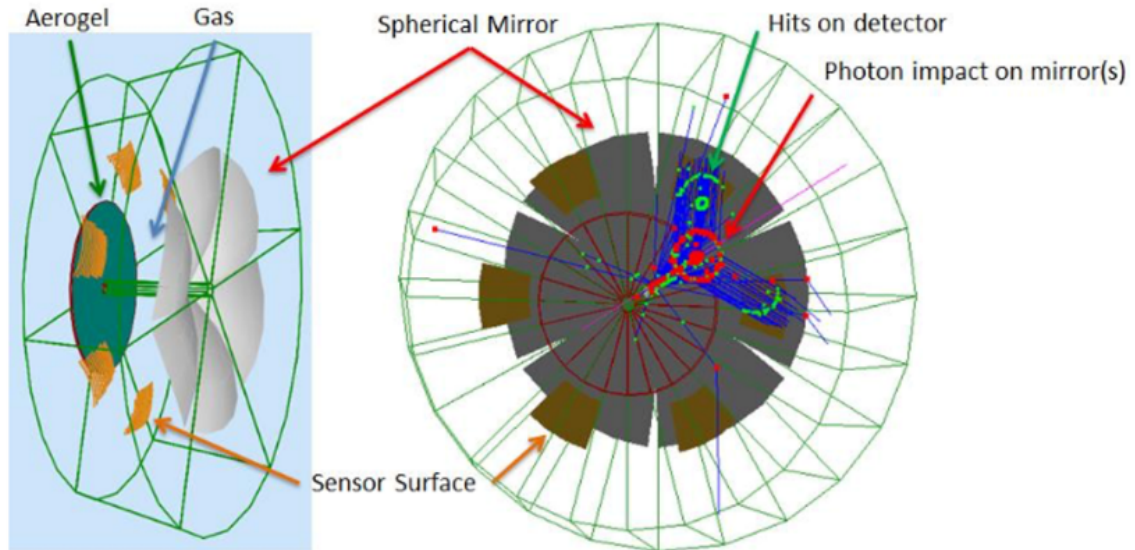 Aerogel
Gas
Spherical Mirror
Hits on detector
Photon impact on mirror(s)
Sensor Surface